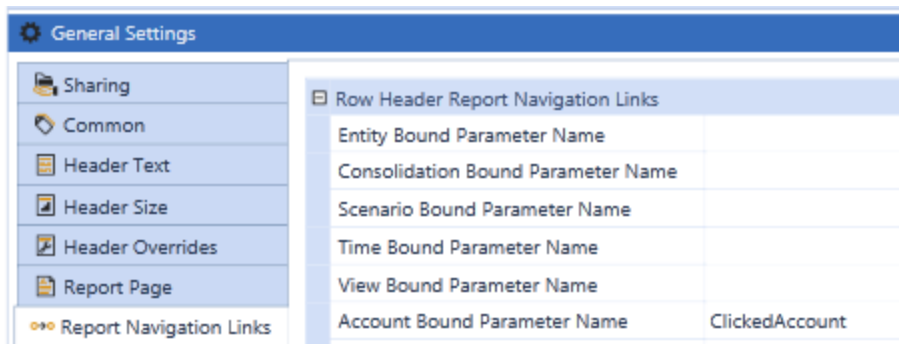 General Settings
Sharing
Common
Header Text
Header Size
Header Overrides
Report Page
Report Navigation Links
Row Header Report Navigation Links
Entity Bound Parameter Name
Consolidation Bound Parameter Name
Scenario Bound Parameter Name
Time Bound Parameter Name
View Bound Parameter Name
Account Bound Parameter Name ClickedAccount